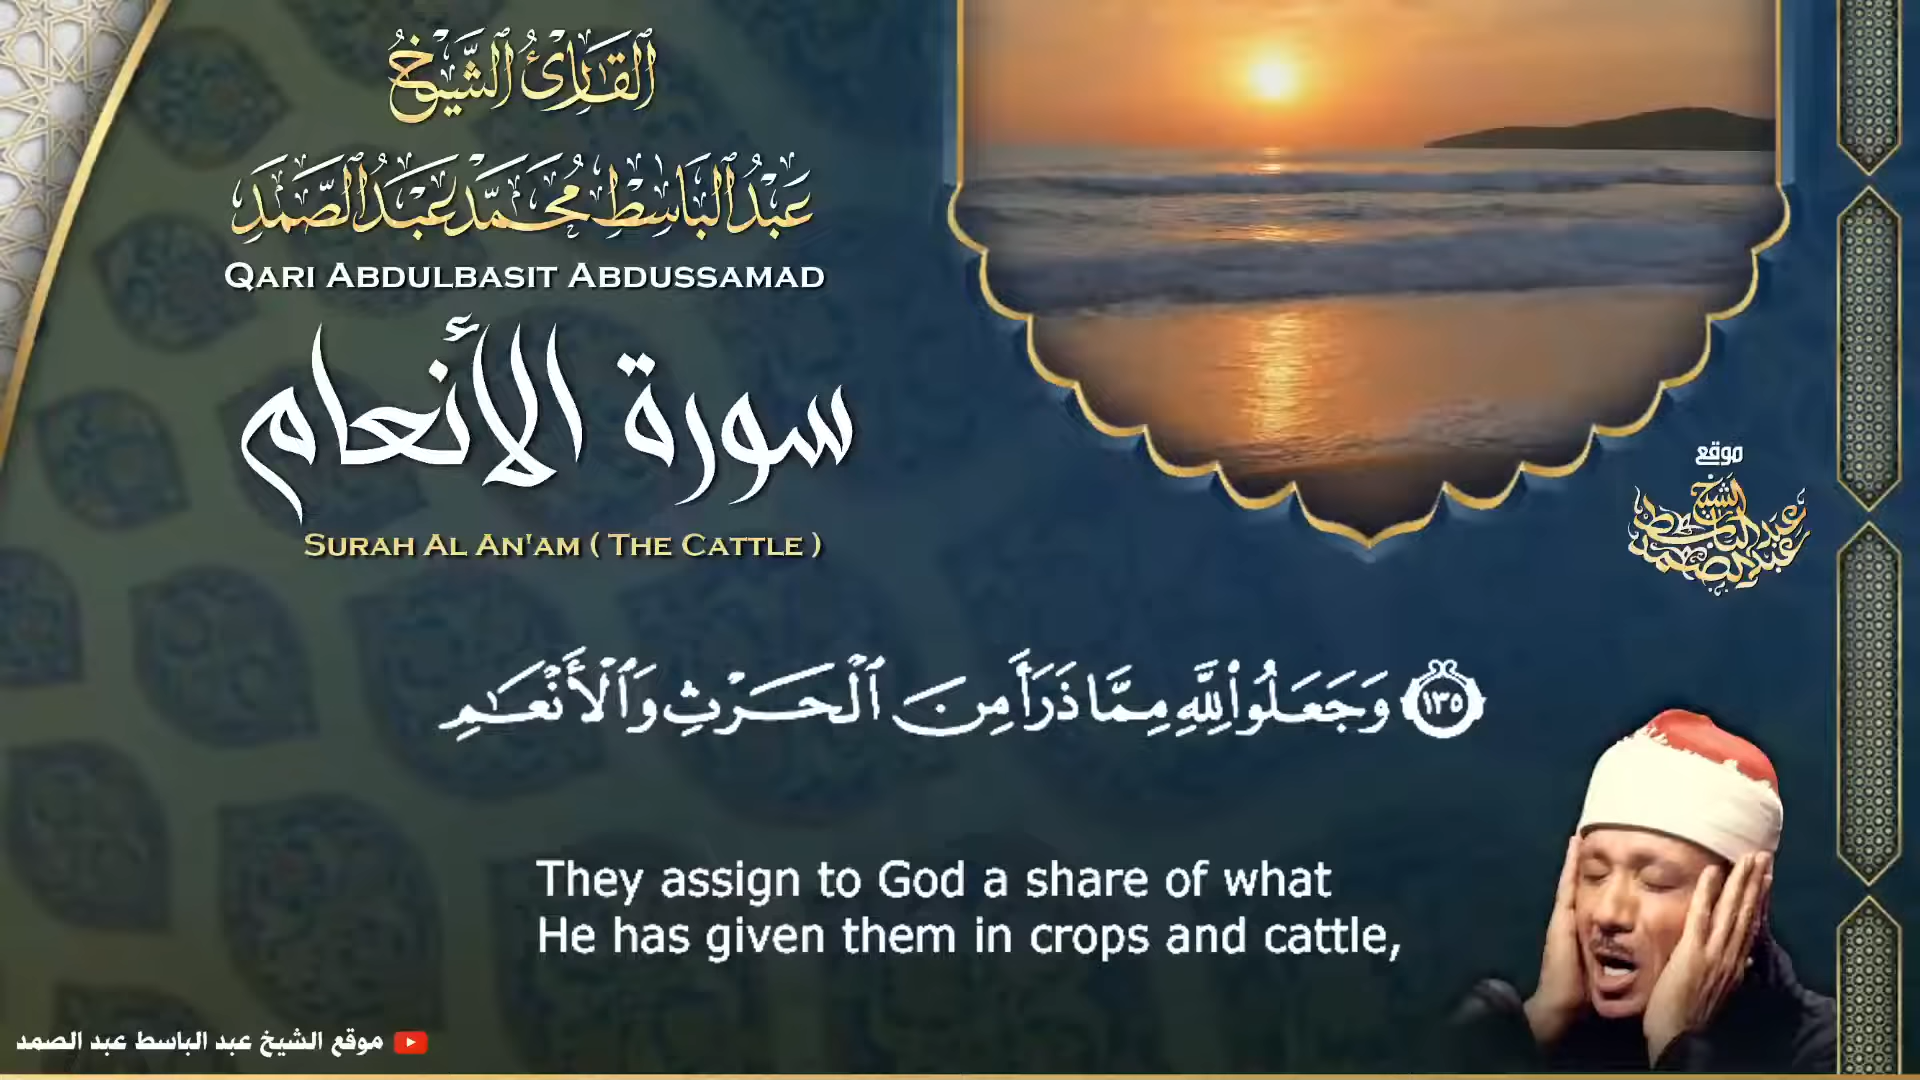 القارئ الشيخ
عبد الباسط محمد عبد الصمد
QARI ABDULBASIT ABDUSSAMAD
سورة الأنعام
SURAH AL AN'AM ( THE CATTLE )
موقع
الشيخ
عبد الباسط
عبد الصمد
١٣٥ وَجَعَلُوا۟ لِلَّهِ مِمَّا ذَرَأَ مِنَ ٱلْحَرْثِ وَٱلْأَنْعَـٰمِ
They assign to God a share of what
He has given them in crops and cattle,
موقع الشيخ عبد الباسط عبد الصمد